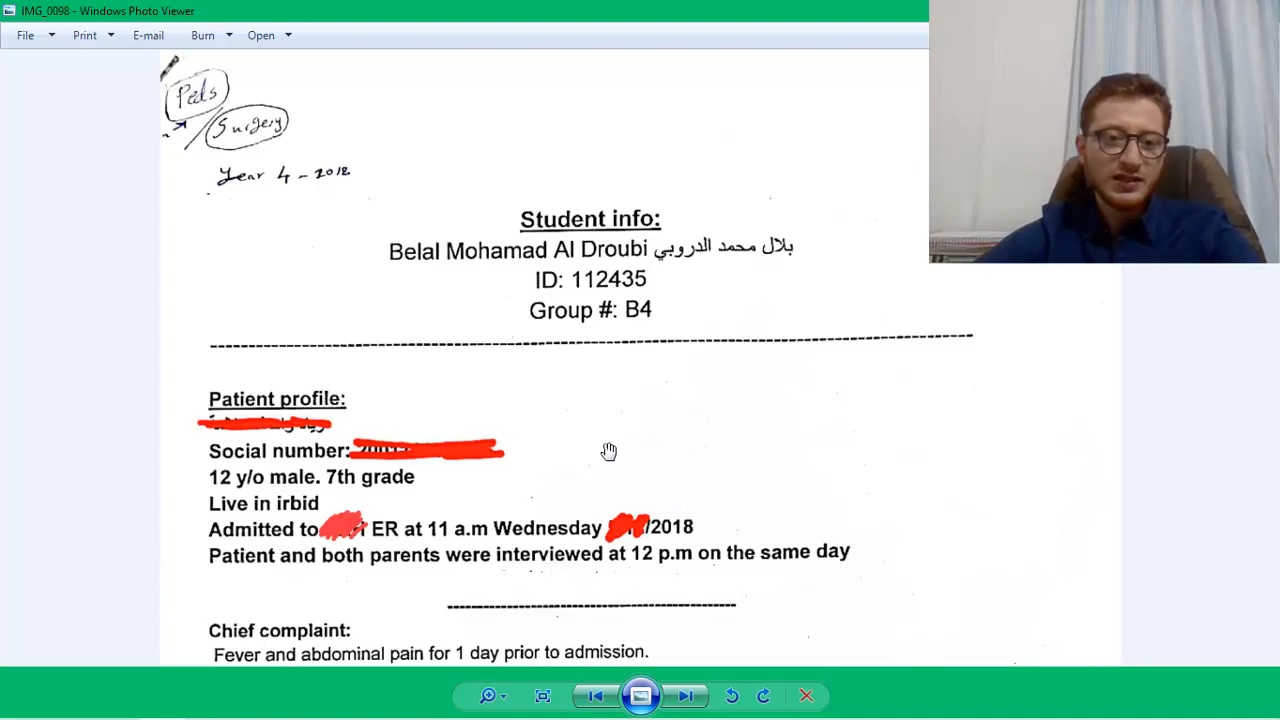 IMG_0098 - Windows Photo Viewer
File Print E-mail Burn Open
Peds
/ Surgery
Year 4 - 2018
Student info:
Belal Mohamad Al Droubi بلال محمد الدروبي
ID: 112435
Group #: B4
Patient profile:
Social number:
12 y/o male. 7th grade
Live in irbid
Admitted to ER at 11 a.m Wednesday /2018
Patient and both parents were interviewed at 12 p.m on the same day
Chief complaint:
Fever and abdominal pain for 1 day prior to admission.